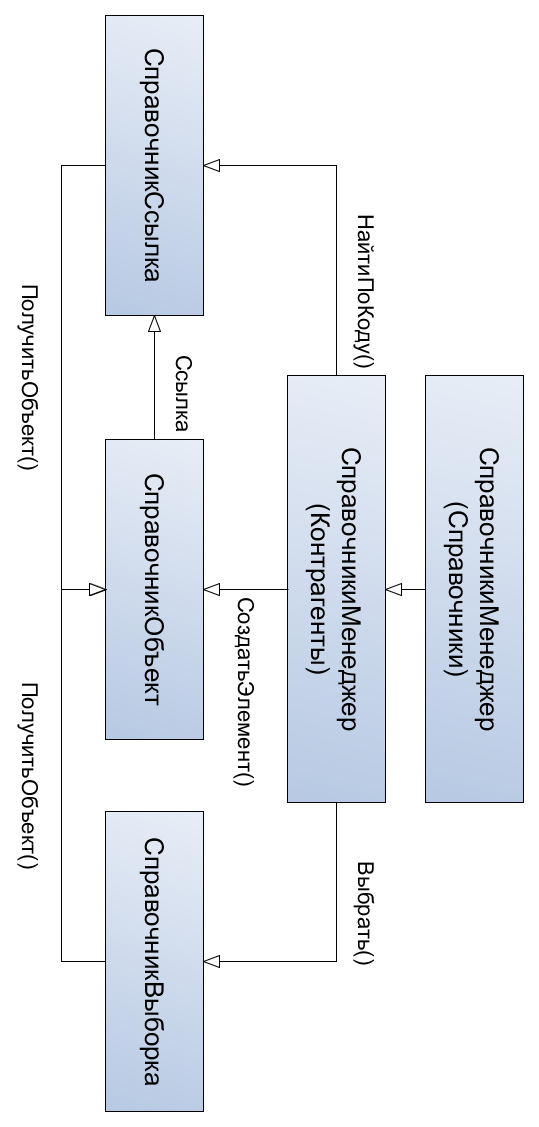 СправочникиМенеджер
(Справочники)
СправочникиМенеджер
(Контрагенты)
НайтиПоКоду()
СоздатьЭлемент()
Выбрать()
СправочникСсылка
Ссылка
СправочникОбъект
СправочникВыборка
ПолучитьОбъект()
ПолучитьОбъект()